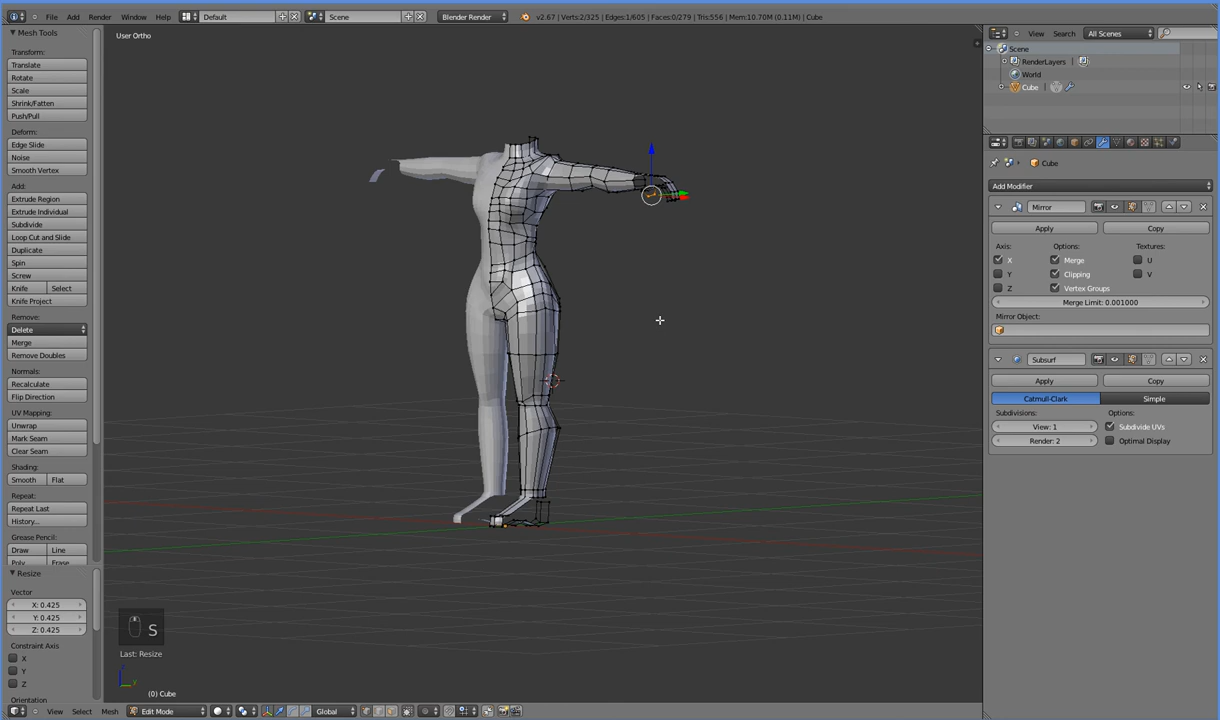 File Add Render Window Help Default Scene Blender Render v2.67 | Verts:2/325 | Edges:1/605 | Faces:0/279 | Tris:556 | Mem:10.70M (0.11M) | Cube
Mesh Tools
Transform:
Translate
Rotate
Scale
Shrink/Fatten
Push/Pull
Deform:
Edge Slide
Noise
Smooth Vertex
Add:
Extrude Region
Extrude Individual
Subdivide
Loop Cut and Slide
Duplicate
Spin
Screw
Knife Select
Knife Project
Remove:
Delete
Merge
Remove Doubles
Normals:
Recalculate
Flip Direction
UV Mapping:
Unwrap
Mark Seam
Clear Seam
Shading:
Smooth Flat
Repeat:
Repeat Last
History...
Grease Pencil:
Draw Line
Poly Erase
Resize
Vector
X: 0.425
Y: 0.425
Z: 0.425
Constraint Axis
X
Y
Z
Orientation
User Ortho
S
Last: Resize
(0) Cube
View Select Mesh Edit Mode Global
View Search All Scenes
Scene
RenderLayers |
World
Cube |
Cube
Add Modifier
Mirror
Apply Copy
Axis: Options: Textures:
X Merge U
Y Clipping V
Z Vertex Groups
Merge Limit: 0.001000
Mirror Object:
Subsurf
Apply Copy
Catmull-Clark Simple
Subdivisions: Options:
View: 1 Subdivide UVs
Render: 2 Optimal Display